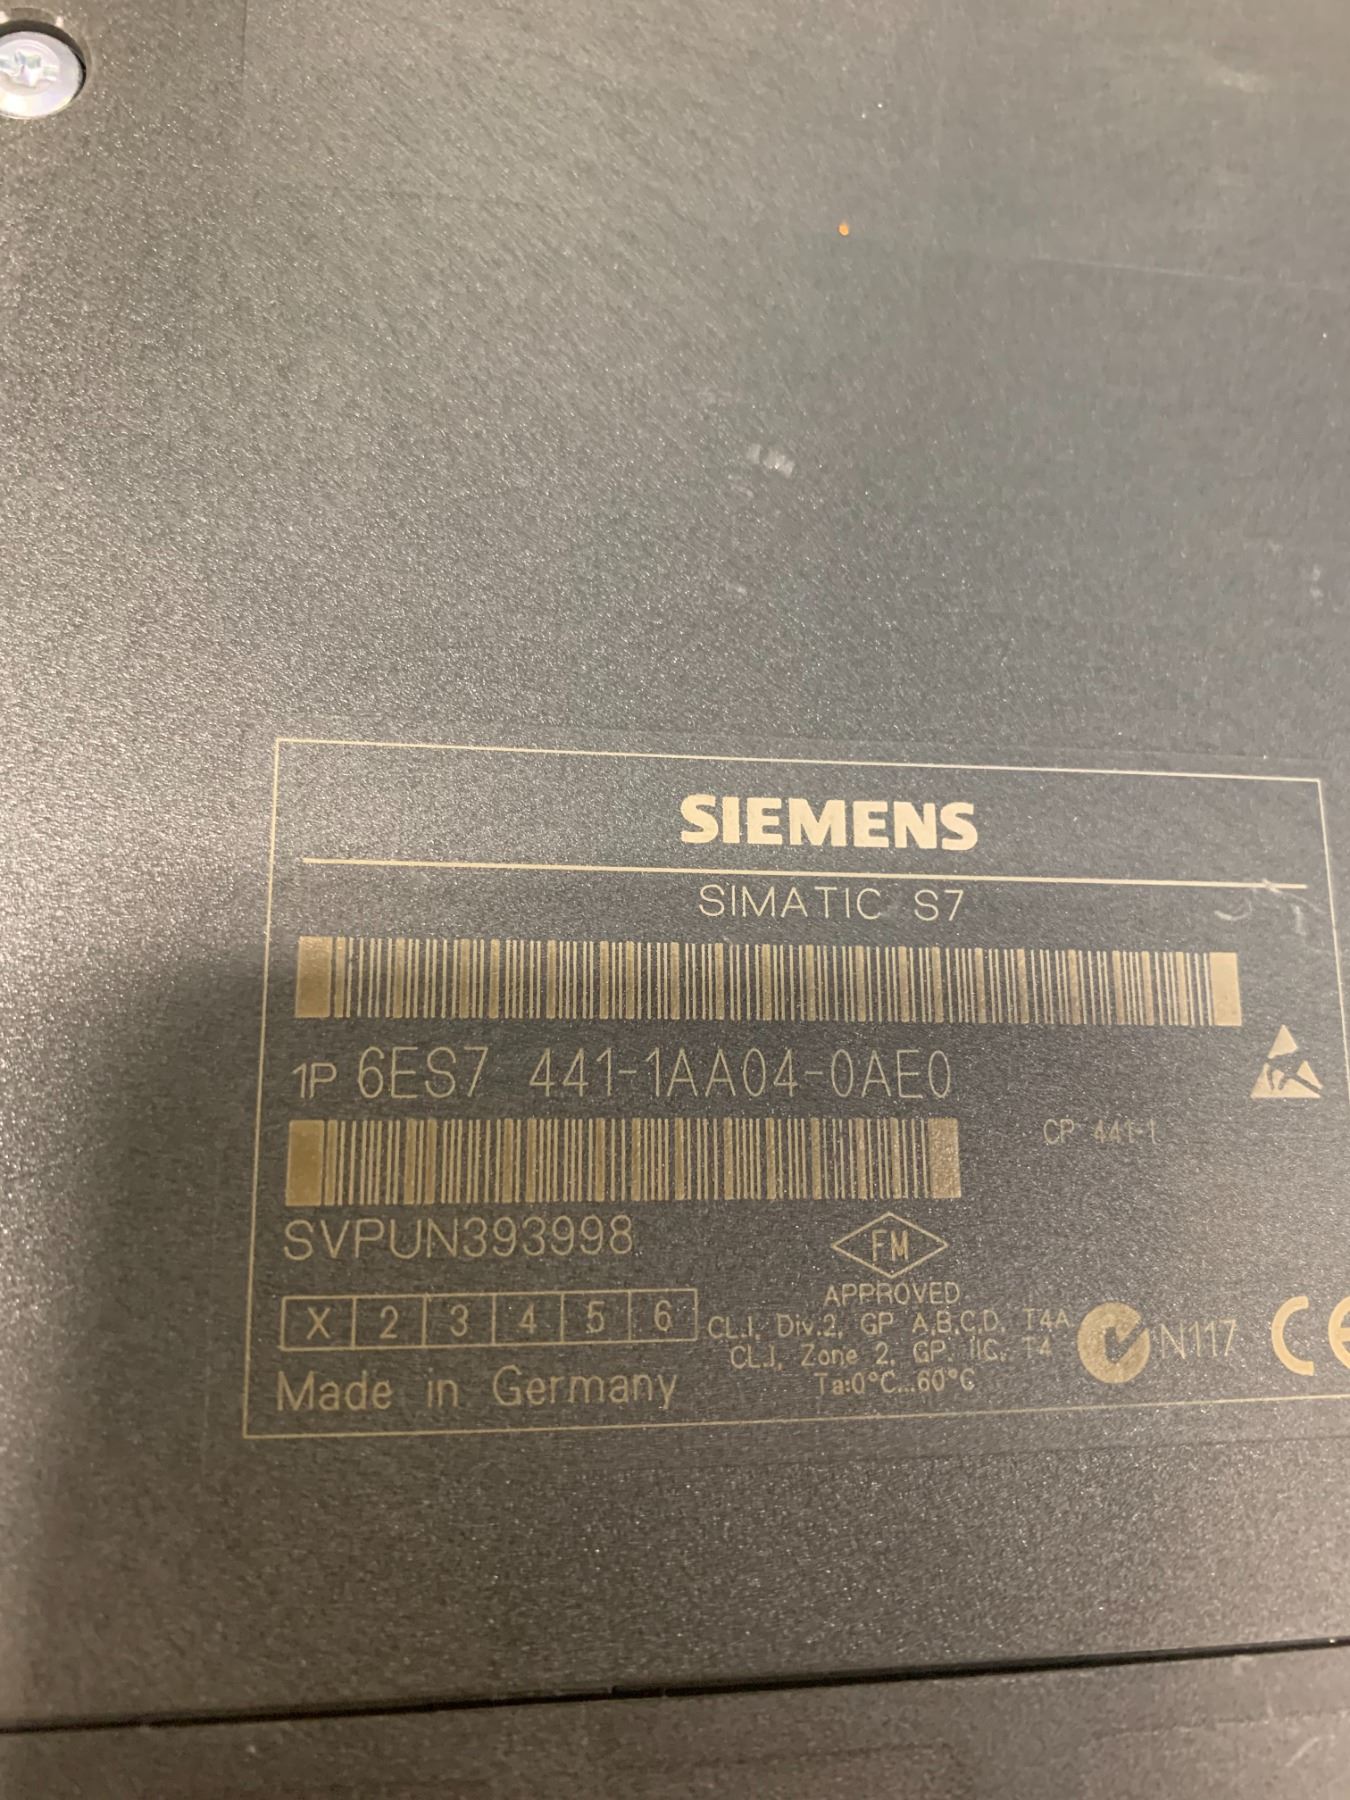 SIEMENS
SIMATIC S7
1P 6ES7 441-1AA04-0AE0
CP 441-1
SVPUN393998
FM
APPROVED
X 2 3 4 5 6
CL.I, Div.2, GP A,B,C,D, T4A
CL.I, Zone 2, GP, IIC, T4
Ta:0°C...60°C
N117
CE
Made in Germany